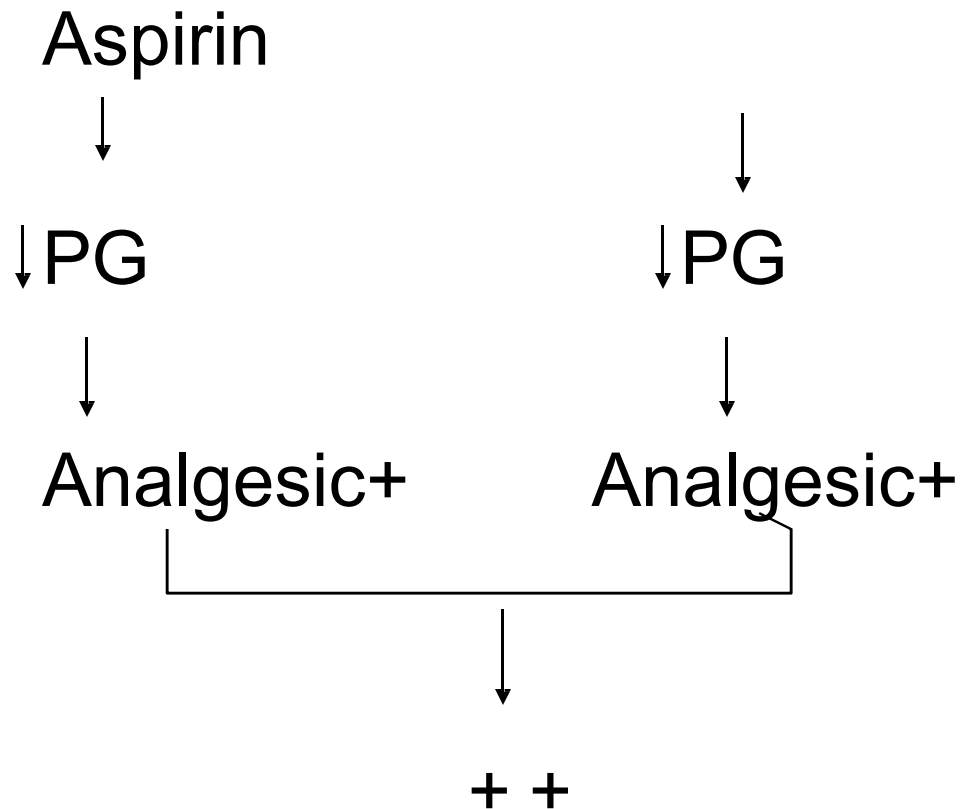 Aspirin
↓PG ↓PG
Analgesic+ Analgesic+
+ +